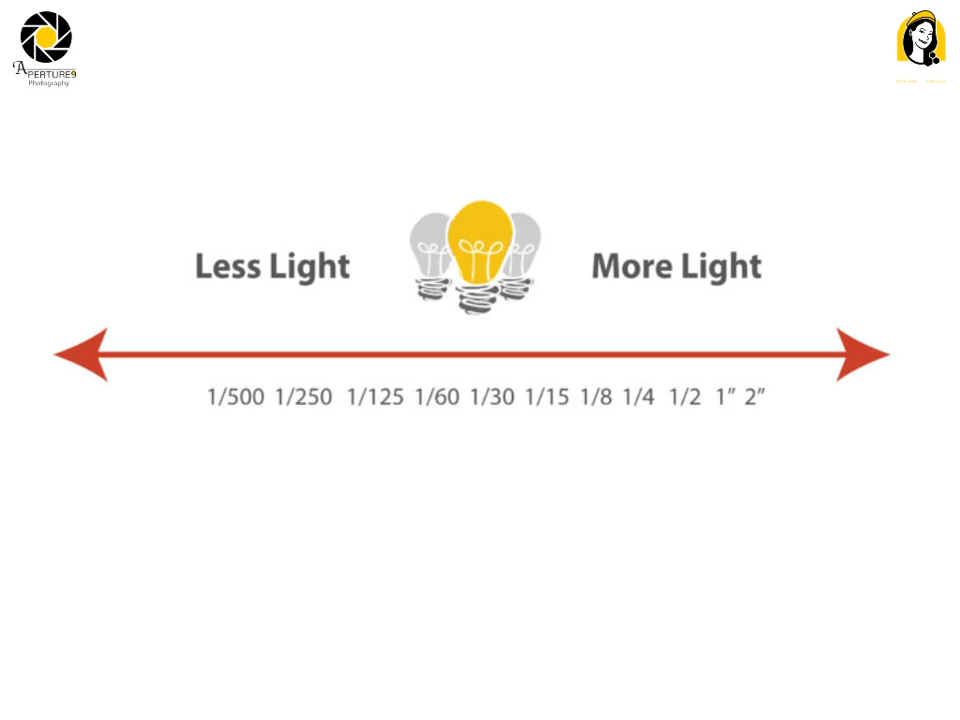 APERTURE9
Photography
Less Light
More Light
1/500 1/250 1/125 1/60 1/30 1/15 1/8 1/4 1/2 1” 2”